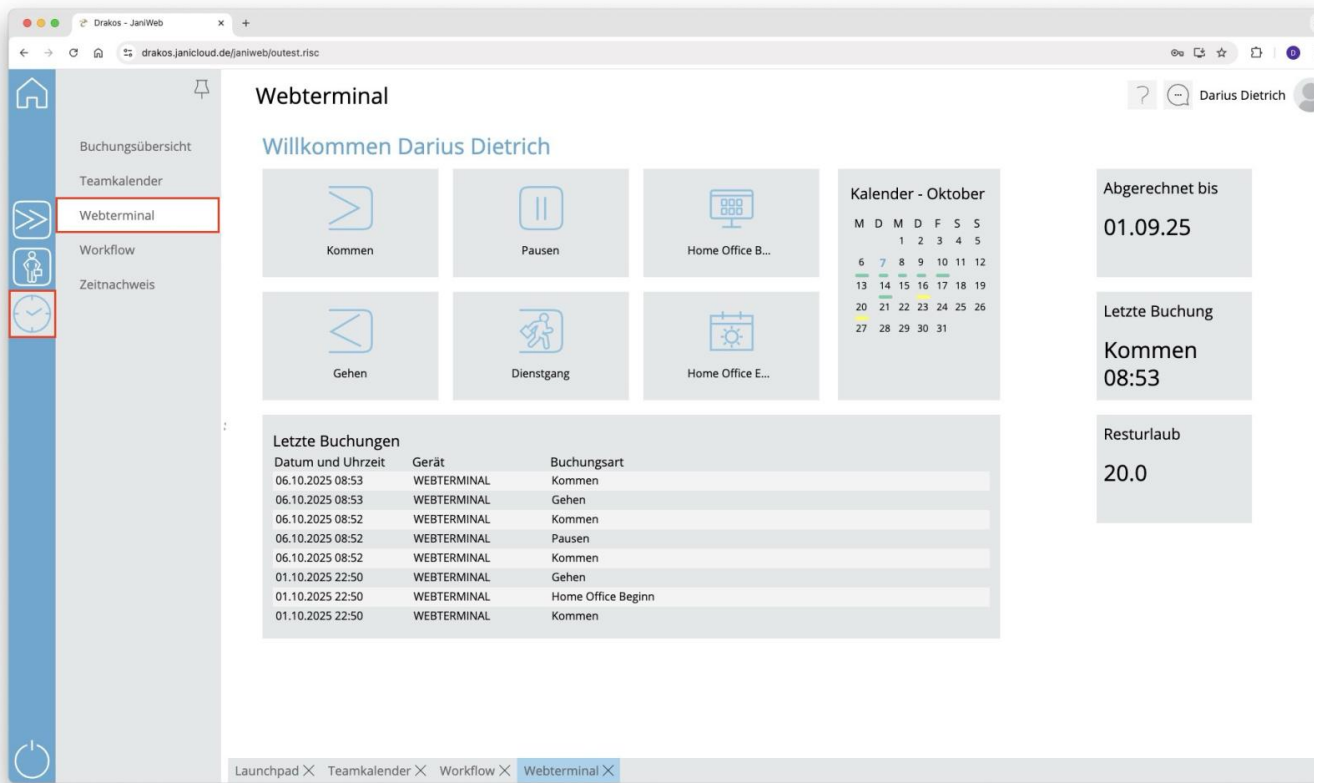 Drakos - JaniWeb
drakos.janicloud.de/janiweb/outest.risc
D
Webterminal
Darius Dietrich
Buchungsübersicht
Teamkalender
Webterminal
Workflow
Zeitnachweis
Willkommen Darius Dietrich
Kommen
Pausen
Home Office B...
Gehen
Dienstgang
Home Office E...
Kalender - Oktober
M D M D F S S
1 2 3 4 5
6 7 8 9 10 11 12
13 14 15 16 17 18 19
20 21 22 23 24 25 26
27 28 29 30 31
Abgerechnet bis
01.09.25
Letzte Buchung
Kommen
08:53
Resturlaub
20.0
Letzte Buchungen
Datum und Uhrzeit Gerät Buchungsart
06.10.2025 08:53 WEBTERMINAL Kommen
06.10.2025 08:53 WEBTERMINAL Gehen
06.10.2025 08:52 WEBTERMINAL Kommen
06.10.2025 08:52 WEBTERMINAL Pausen
06.10.2025 08:52 WEBTERMINAL Kommen
01.10.2025 22:50 WEBTERMINAL Gehen
01.10.2025 22:50 WEBTERMINAL Home Office Beginn
01.10.2025 22:50 WEBTERMINAL Kommen
Launchpad Teamkalender Workflow Webterminal